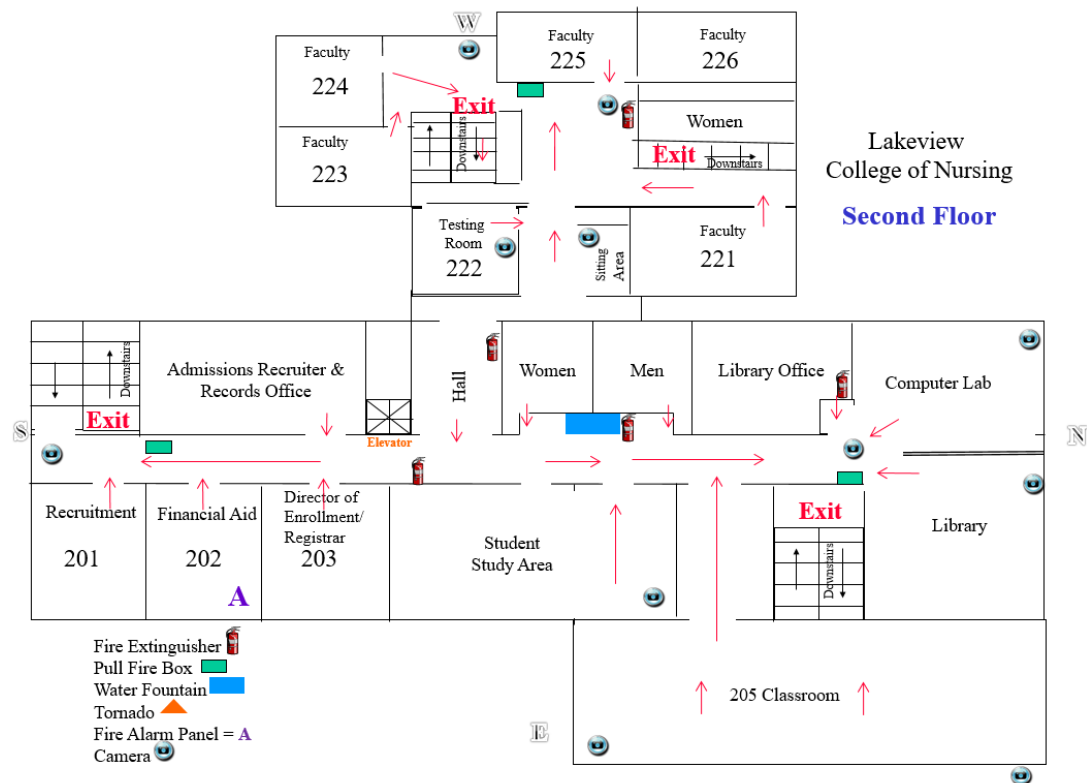 W
Faculty
224
Faculty
225
Faculty
226
Exit
Downstairs
Women
Exit
Downstairs
Faculty
223
Lakeview
College of Nursing
Second Floor
Testing
Room
222
Sitting
Area
Faculty
221
Downstairs
Exit
Admissions Recruiter &
Records Office
Elevator
Hall
Women
Men
Library Office
Computer Lab
S
N
Recruitment
201
Financial Aid
202
Director of
Enrollment/
Registrar
203
Student
Study Area
Exit
Downstairs
Library
A
Fire Extinguisher
Pull Fire Box
Water Fountain
Tornado
Fire Alarm Panel = A
Camera
E
205 Classroom